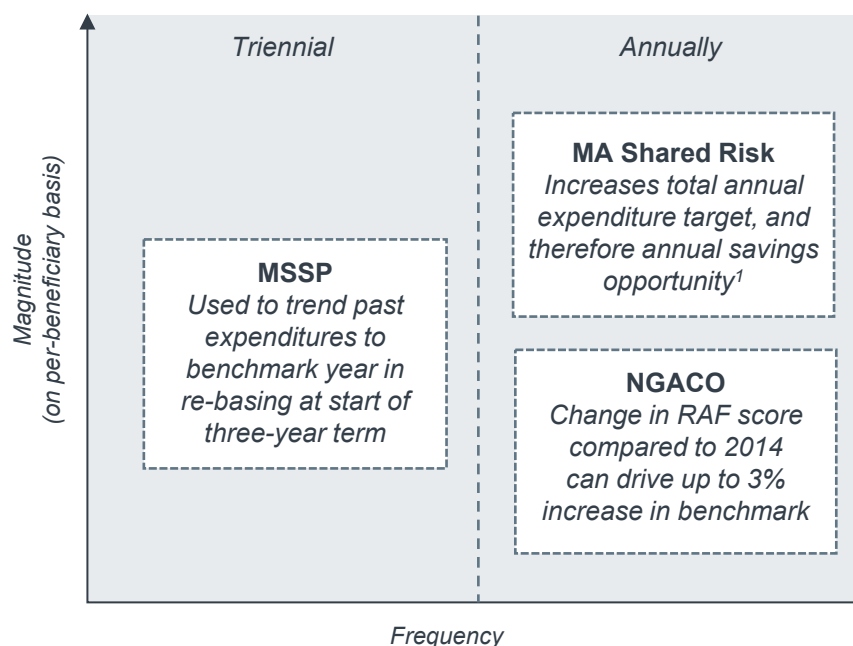 Triennial
Annually
MA Shared Risk
Increases total annual
expenditure target, and
therefore annual savings
opportunity¹
MSSP
Used to trend past
expenditures to
benchmark year in
re-basing at start of
three-year term
NGACO
Change in RAF score
compared to 2014
can drive up to 3%
increase in benchmark
Magnitude
(on per-beneficiary basis)
Frequency